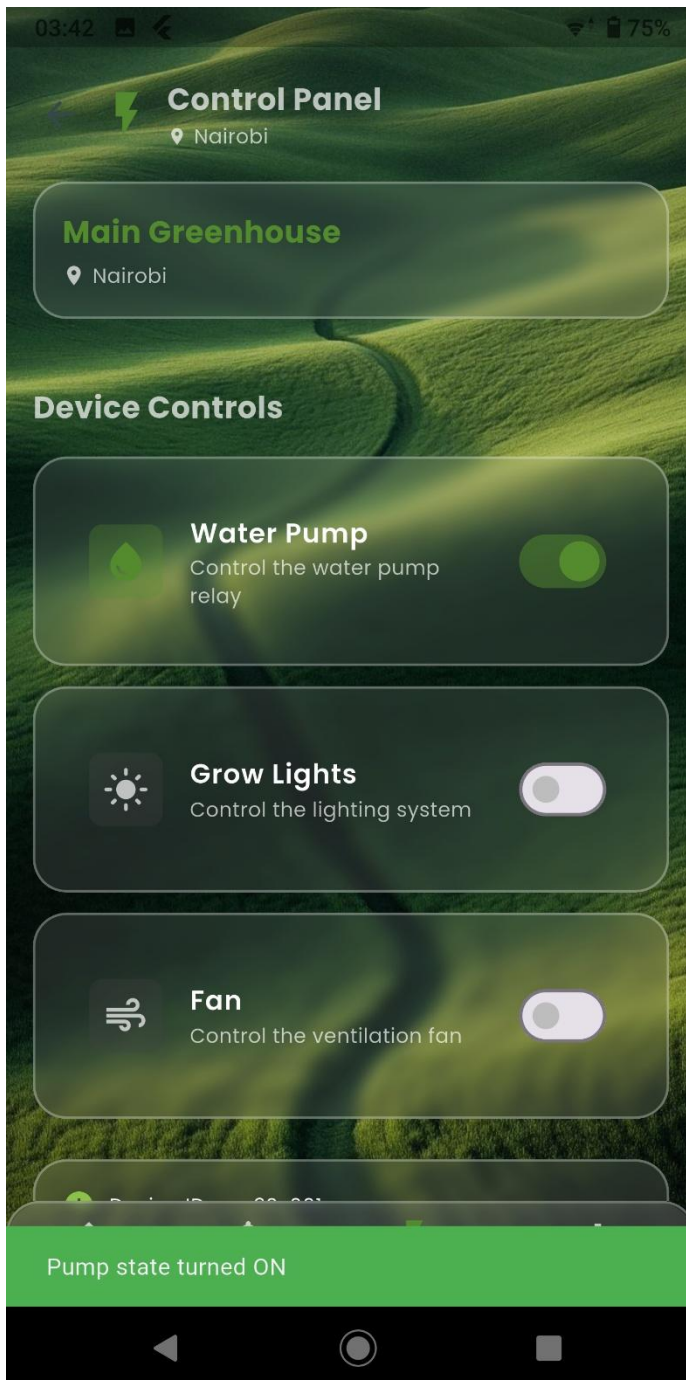 03:42
75%
Control Panel
Nairobi
Main Greenhouse
Nairobi
Device Controls
Water Pump
Control the water pump
relay
Grow Lights
Control the lighting system
Fan
Control the ventilation fan
Pump state turned ON